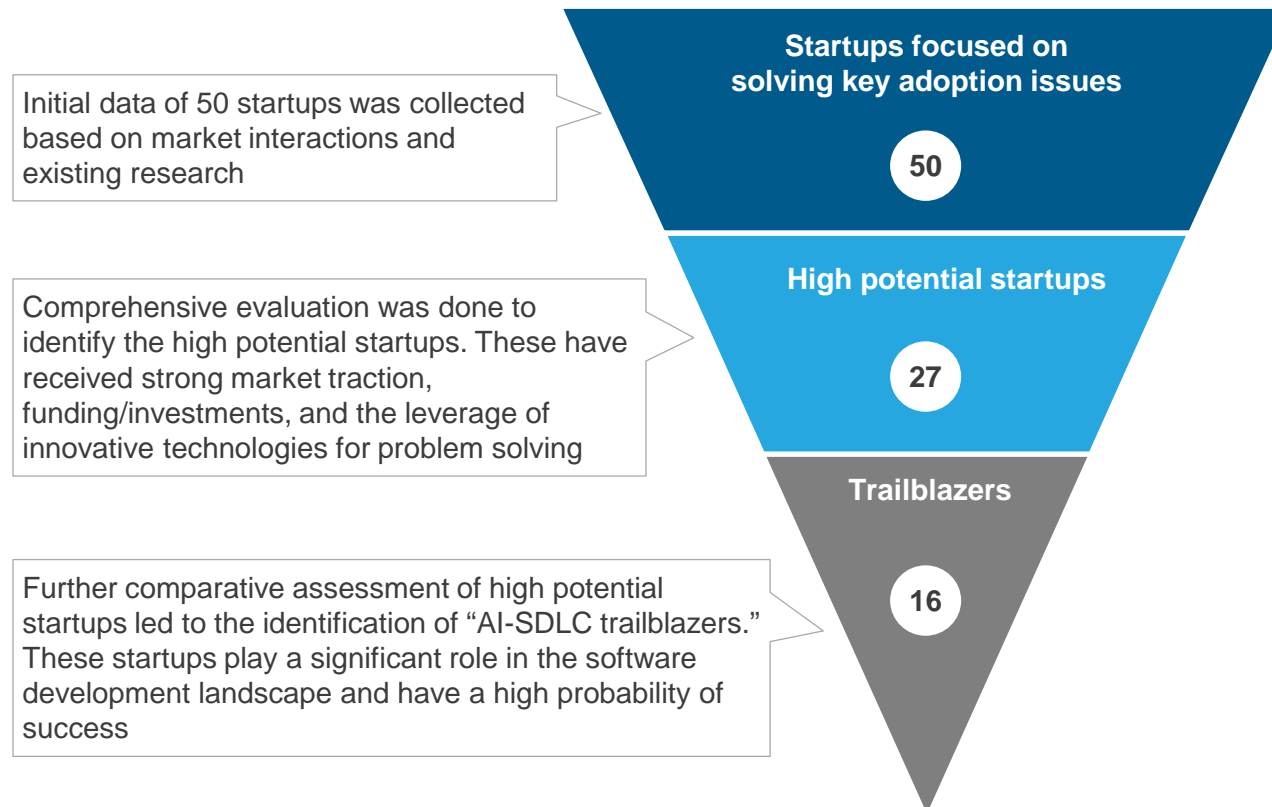 Startups focused on
solving key adoption issues
50
Initial data of 50 startups was collected
based on market interactions and
existing research
High potential startups
27
Comprehensive evaluation was done to
identify the high potential startups. These have
received strong market traction,
funding/investments, and the leverage of
innovative technologies for problem solving
Trailblazers
16
Further comparative assessment of high potential
startups led to the identification of “AI-SDLC trailblazers.”
These startups play a significant role in the software
development landscape and have a high probability of
success